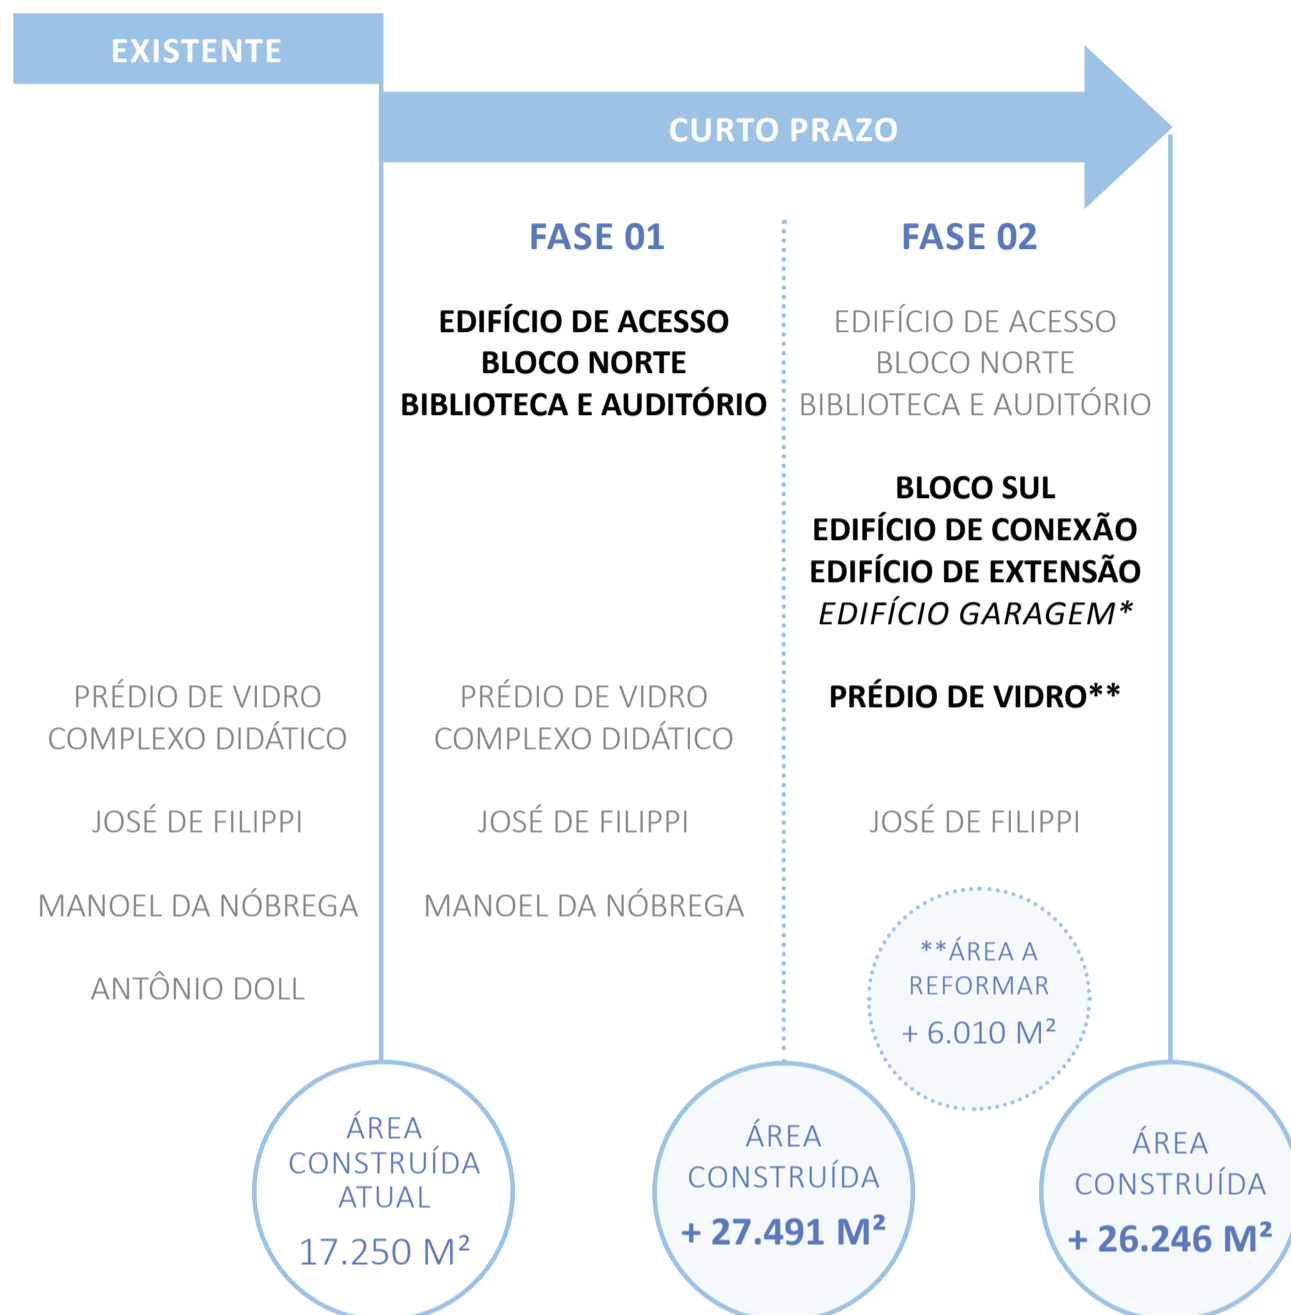 EXISTENTE
CURTO PRAZO
FASE 01
EDIFÍCIO DE ACESSO
BLOCO NORTE
BIBLIOTECA E AUDITÓRIO
FASE 02
EDIFÍCIO DE ACESSO
BLOCO NORTE
BIBLIOTECA E AUDITÓRIO
BLOCO SUL
EDIFÍCIO DE CONEXÃO
EDIFÍCIO DE EXTENSÃO
EDIFÍCIO GARAGEM*
PRÉDIO DE VIDRO
COMPLEXO DIDÁTICO
JOSÉ DE FILIPPI
MANOEL DA NÓBREGA
ANTÔNIO DOLL
PRÉDIO DE VIDRO
COMPLEXO DIDÁTICO
JOSÉ DE FILIPPI
MANOEL DA NÓBREGA
PRÉDIO DE VIDRO**
JOSÉ DE FILIPPI
**ÁREA A
REFORMAR
+ 6.010 M²
ÁREA
CONSTRUÍDA
ATUAL
17.250 M²
ÁREA
CONSTRUÍDA
+ 27.491 M²
ÁREA
CONSTRUÍDA
+ 26.246 M²